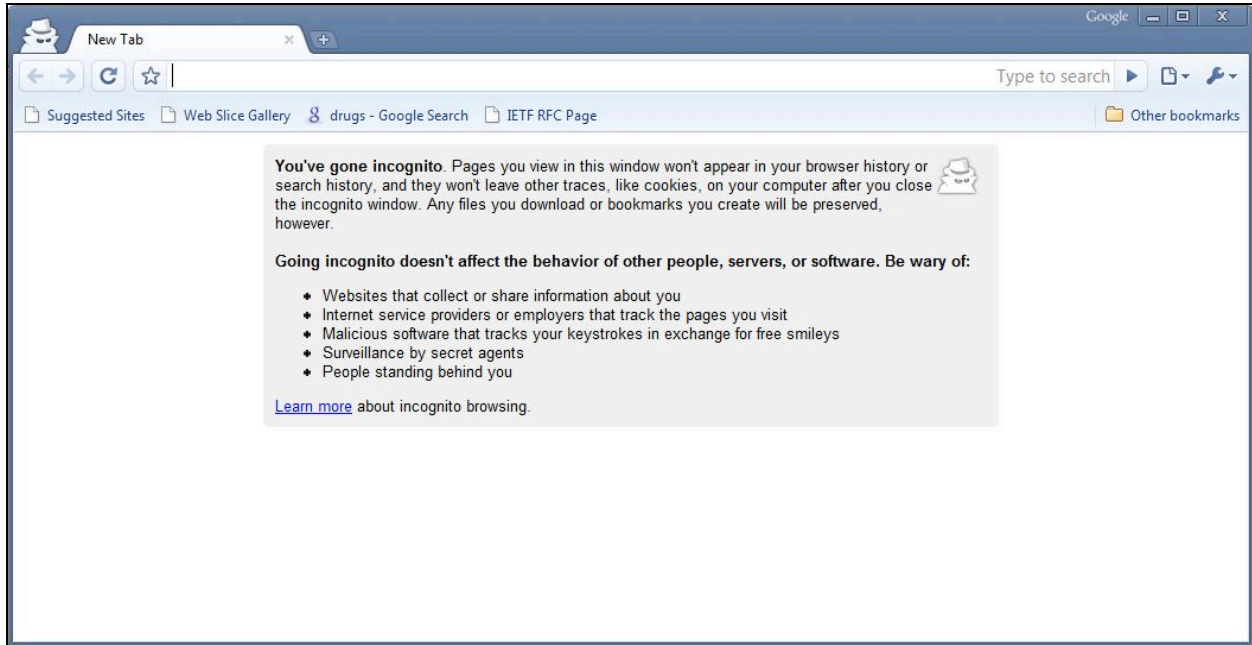 Google
New Tab
Type to search
Suggested Sites Web Slice Gallery drugs - Google Search IETF RFC Page Other bookmarks
You've gone incognito. Pages you view in this window won't appear in your browser history or
search history, and they won't leave other traces, like cookies, on your computer after you close
the incognito window. Any files you download or bookmarks you create will be preserved,
however.
Going incognito doesn't affect the behavior of other people, servers, or software. Be wary of:
Websites that collect or share information about you
Internet service providers or employers that track the pages you visit
Malicious software that tracks your keystrokes in exchange for free smileys
Surveillance by secret agents
People standing behind you
Learn more about incognito browsing.